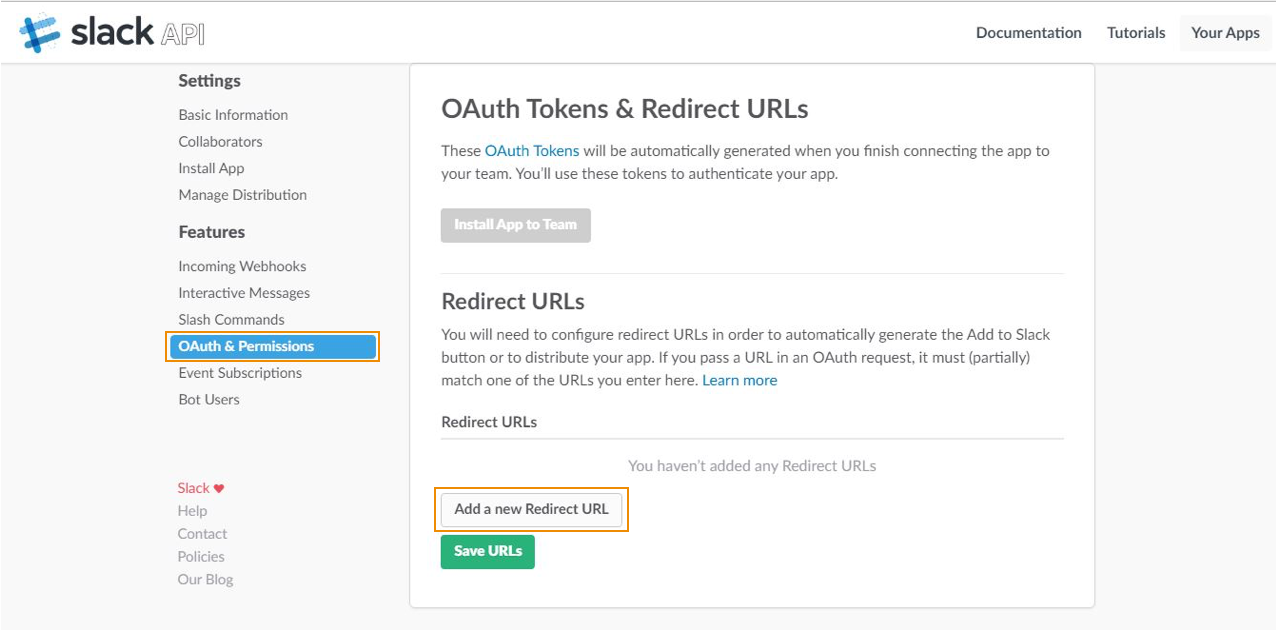 slack API
Documentation
Tutorials
Your Apps
Settings
Basic Information
Collaborators
Install App
Manage Distribution
Features
Incoming Webhooks
Interactive Messages
Slash Commands
OAuth & Permissions
Event Subscriptions
Bot Users
Slack ♥
Help
Contact
Policies
Our Blog
OAuth Tokens & Redirect URLs
These OAuth Tokens will be automatically generated when you finish connecting the app to
your team. You'll use these tokens to authenticate your app.
Install App to Team
Redirect URLs
You will need to configure redirect URLs in order to automatically generate the Add to Slack
button or to distribute your app. If you pass a URL in an OAuth request, it must (partially)
match one of the URLs you enter here. Learn more
Redirect URLs
You haven't added any Redirect URLs
Add a new Redirect URL
Save URLs